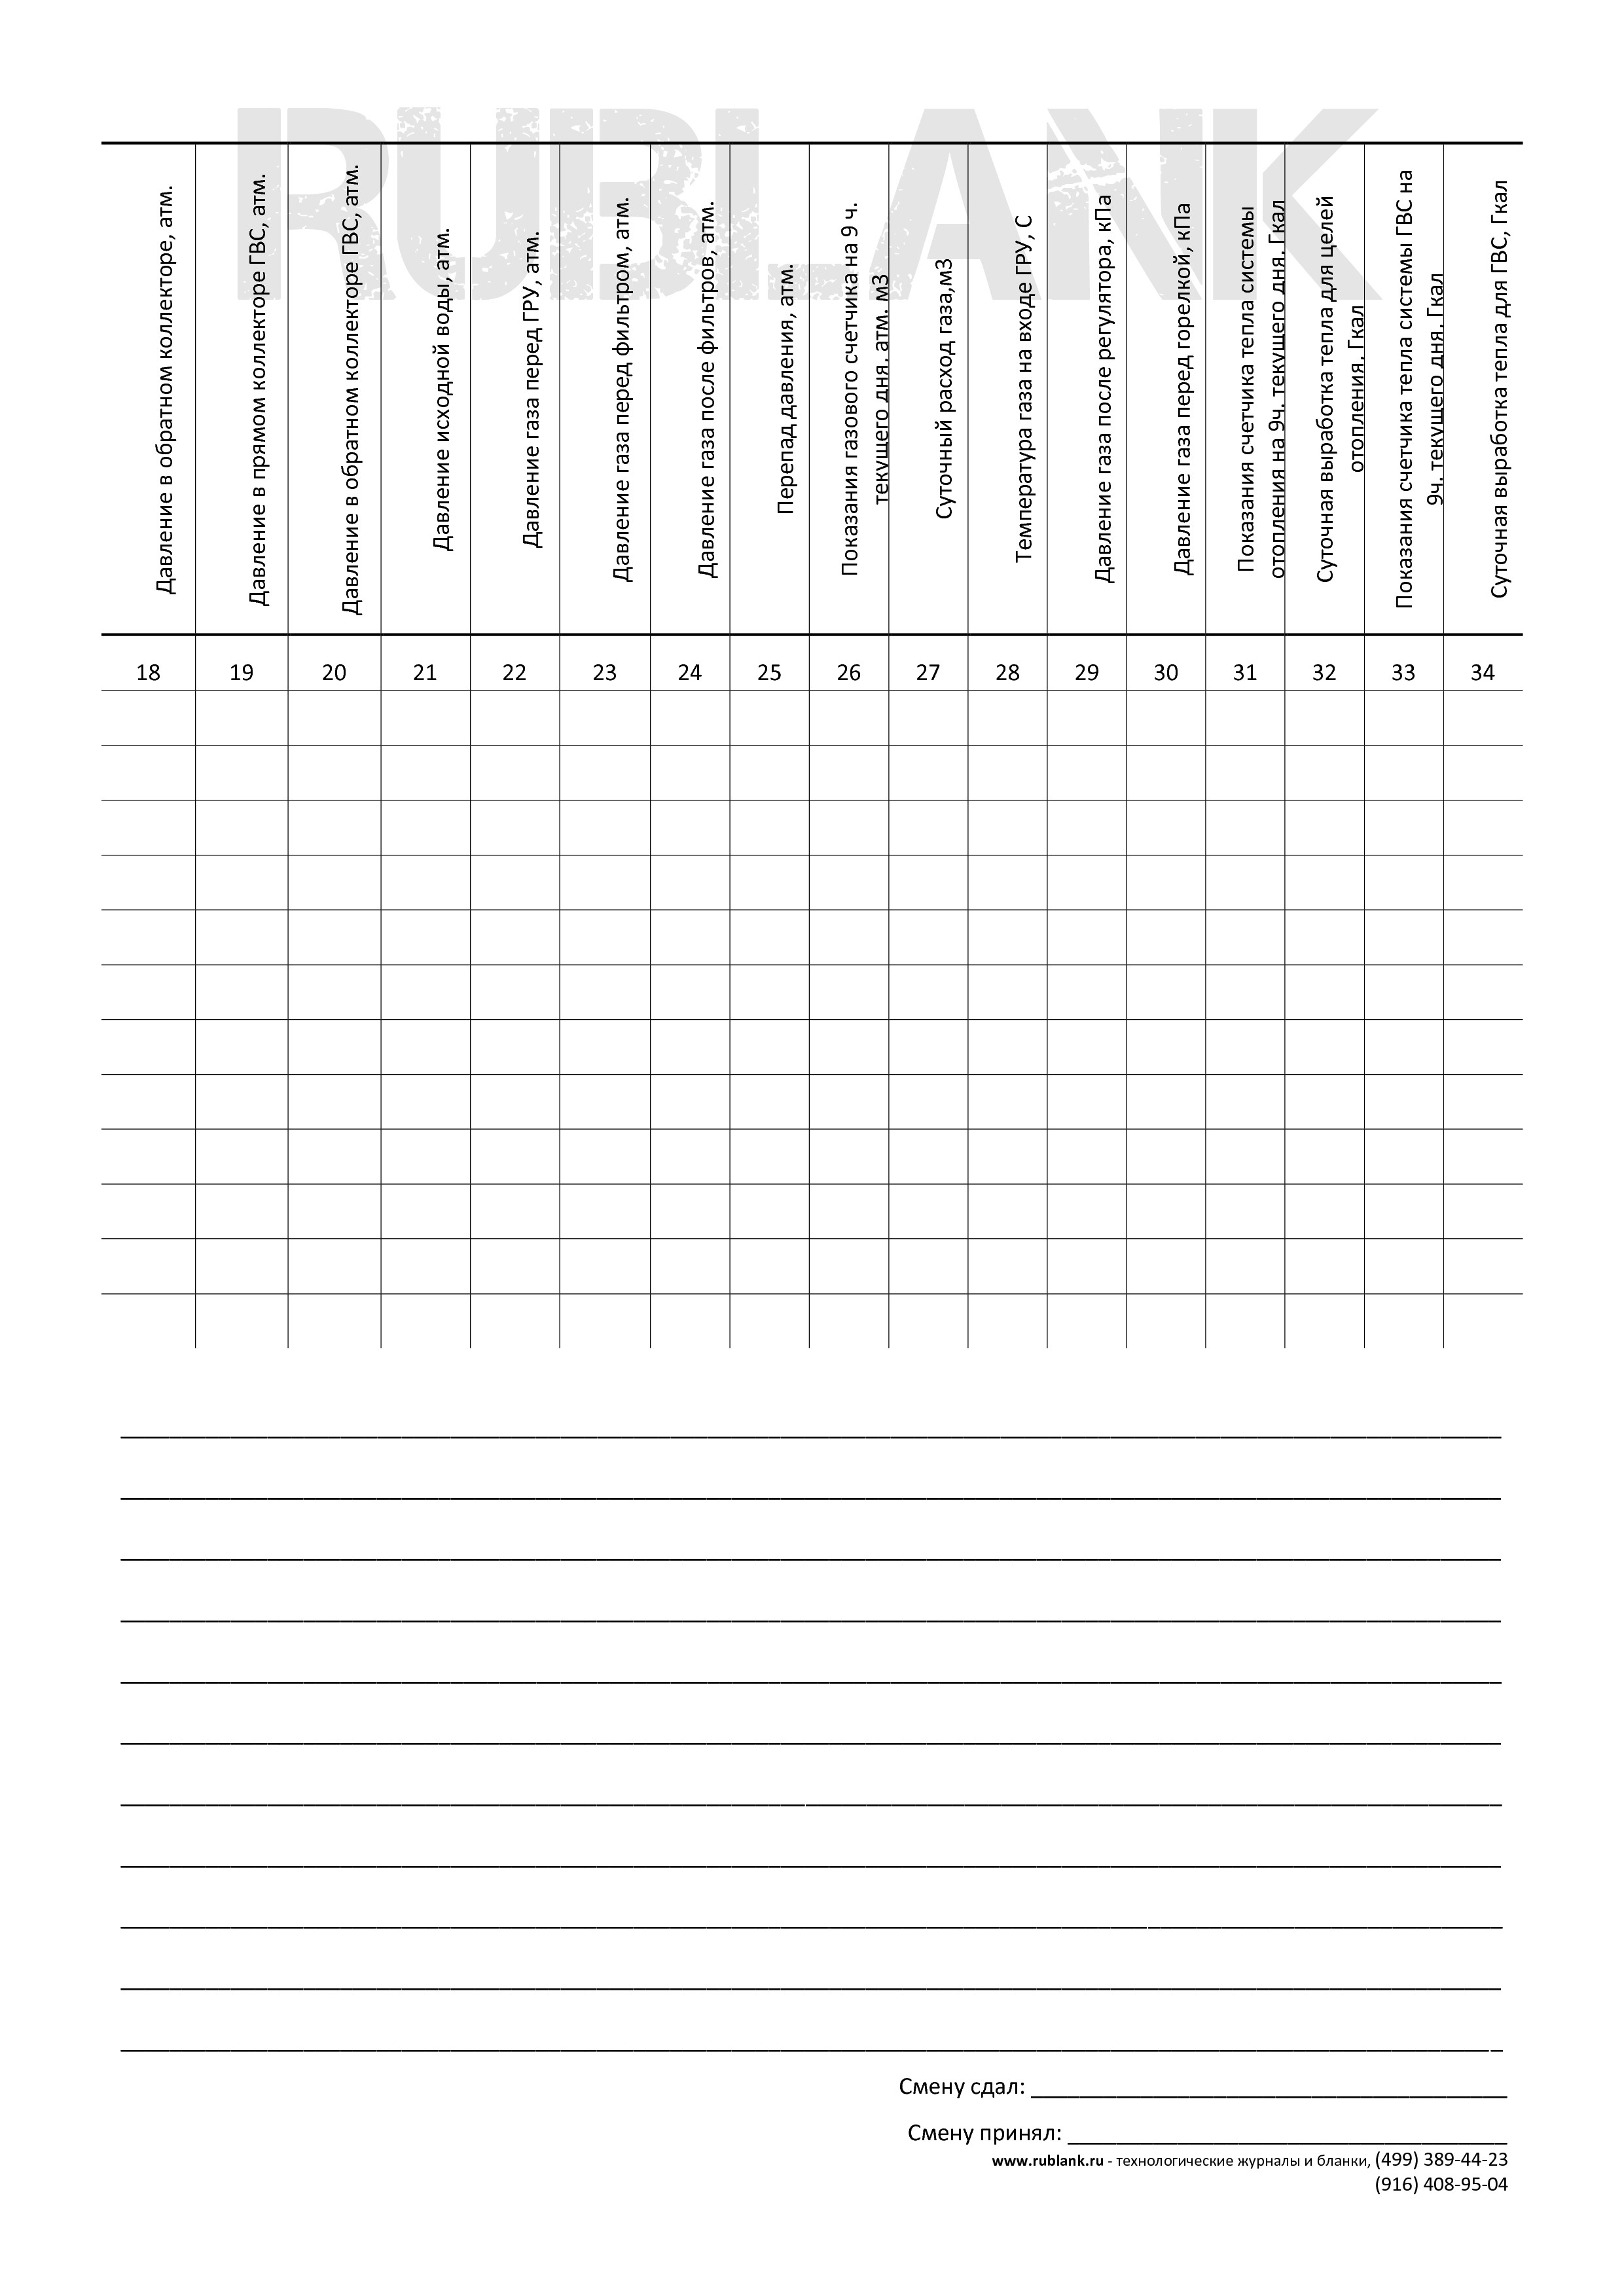 RUBLANK
Давление в обратном коллекторе, атм.
Давление в прямом коллекторе ГВС, атм.
Давление в обратном коллекторе ГВС, атм.
Давление исходной воды, атм.
Давление газа перед ГРУ, атм.
Давление газа перед фильтром, атм.
Давление газа после фильтров, атм.
Перепад давления, атм.
Показания газового счетчика на 9 ч.
текущего дня, атм. м3
Суточный расход газа,м3
Температура газа на входе ГРУ, С
Давление газа после регулятора, кПа
Давление газа перед горелкой, кПа
Показания счетчика тепла системы
отопления на 9ч. текущего дня, Гкал
Суточная выработка тепла для целей
отопления, Гкал
Показания счетчика тепла системы ГВС на
9ч. текущего дня, Гкал
Суточная выработка тепла для ГВС, Гкал
18 19 20 21 22 23 24 25 26 27 28 29 30 31 32 33 34
Смену сдал:
Смену принял:
www.rublank.ru - технологические журналы и бланки, (499) 389-44-23
(916) 408-95-04